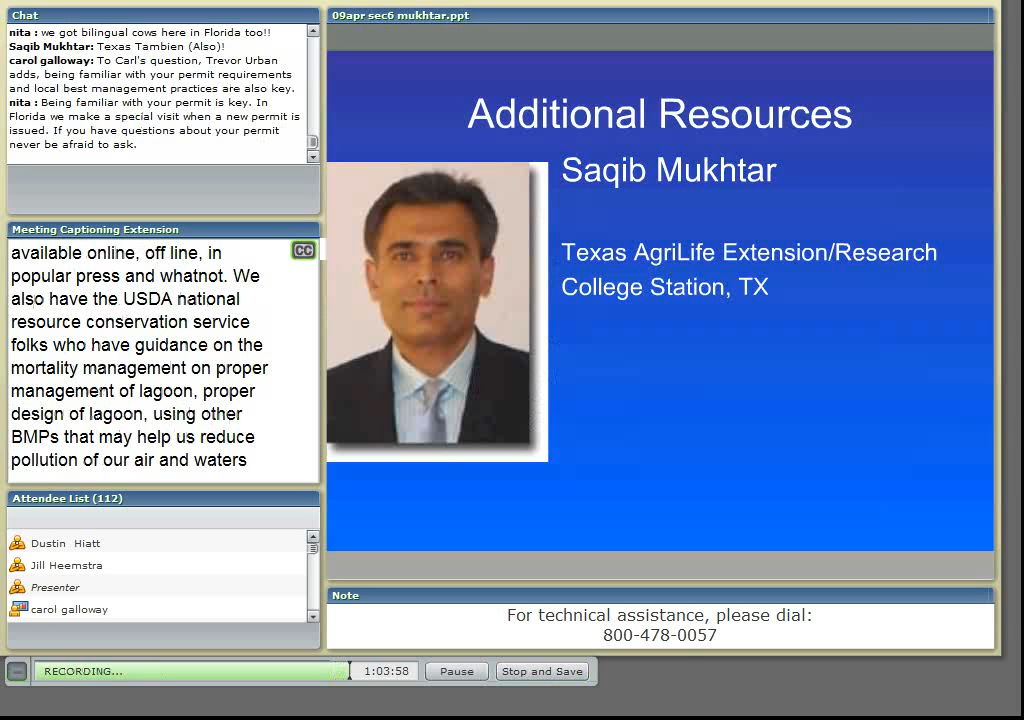 Chat
nita : we got bilingual cows here in Florida too!!
Saqib Mukhtar: Texas Tambien (Also)!
carol galloway: To Carl's question, Trevor Urban
adds, being familiar with your permit requirements
and local best management practices are also key.
nita : Being familiar with your permit is key. In
Florida we make a special visit when a new permit is
issued. If you have questions about your permit
never be afraid to ask.
Meeting Captioning Extension
CC
available online, off line, in
popular press and whatnot. We
also have the USDA national
resource conservation service
folks who have guidance on the
mortality management on proper
management of lagoon, proper
design of lagoon, using other
BMPs that may help us reduce
pollution of our air and waters
Attendee List (112)
Dustin Hiatt
Jill Heemstra
Presenter
carol galloway
09apr sec6 mukhtar.ppt
Additional Resources
Saqib Mukhtar
Texas AgriLife Extension/Research
College Station, TX
Note
For technical assistance, please dial:
800-478-0057
RECORDING...
1:03:58
Pause
Stop and Save